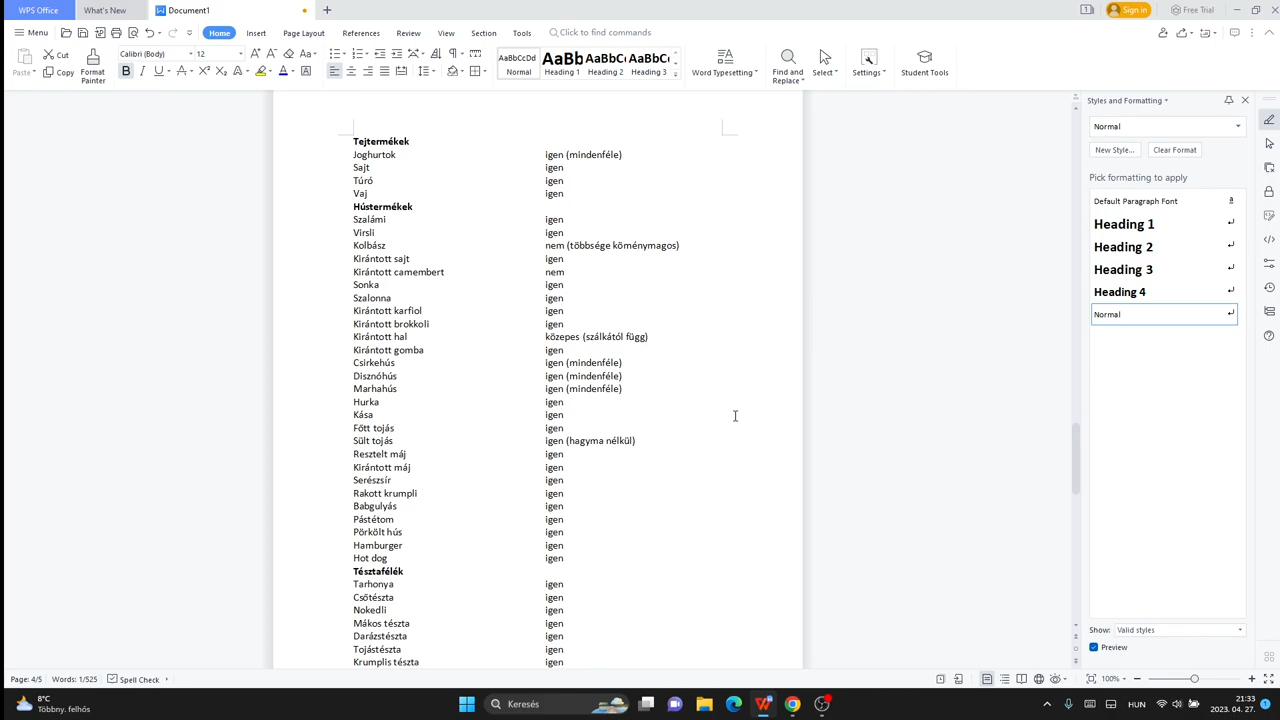 WPS Office What's New Document1 + 1 Sign in Free Trial
Menu Home Insert Page Layout References Review View Section Tools Click to find commands
Paste Cut Copy Format Painter Calibri (Body) 12 AaBbCcDd Normal AaBb Heading 1 AaBbC Heading 2 AaBbC Heading 3 Word Typesetting Find and Replace Select Settings Student Tools
Styles and Formatting
Normal
New Style... Clear Format
Pick formatting to apply
Default Paragraph Font a
Heading 1
Heading 2
Heading 3
Heading 4
Normal
Show: Valid styles
Preview
Tejtermékek
Joghurtok igen (mindenféle)
Sajt igen
Túró igen
Vaj igen
Hústermékek
Szalámi igen
Virsli igen
Kolbász nem (többsége köménymagos)
Kirántott sajt igen
Kirántott camembert nem
Sonka igen
Szalonna igen
Kirántott karfiol igen
Kirántott brokkoli igen
Kirántott hal közepes (szálkától függ)
Kirántott gomba igen
Csirkehús igen (mindenféle)
Disznóhús igen (mindenféle)
Marhahús igen (mindenféle)
Hurka igen
Kása igen
Főtt tojás igen
Sült tojás igen (hagyma nélkül)
Resztelt máj igen
Kirántott máj igen
Serészsír igen
Rakott krumpli igen
Babgulyás igen
Pástétom igen
Pörkölt hús igen
Hamburger igen
Hot dog igen
Tésztafélék
Tarhonya igen
Csőtészta igen
Nokedli igen
Mákos tészta igen
Darázstészta igen
Tojástészta igen
Krumplis tészta igen
Page: 4/5 Words: 1/525 Spell Check 100%
8°C
Többny. felhős
Keresés
HUN
21:33
2023. 04. 27.